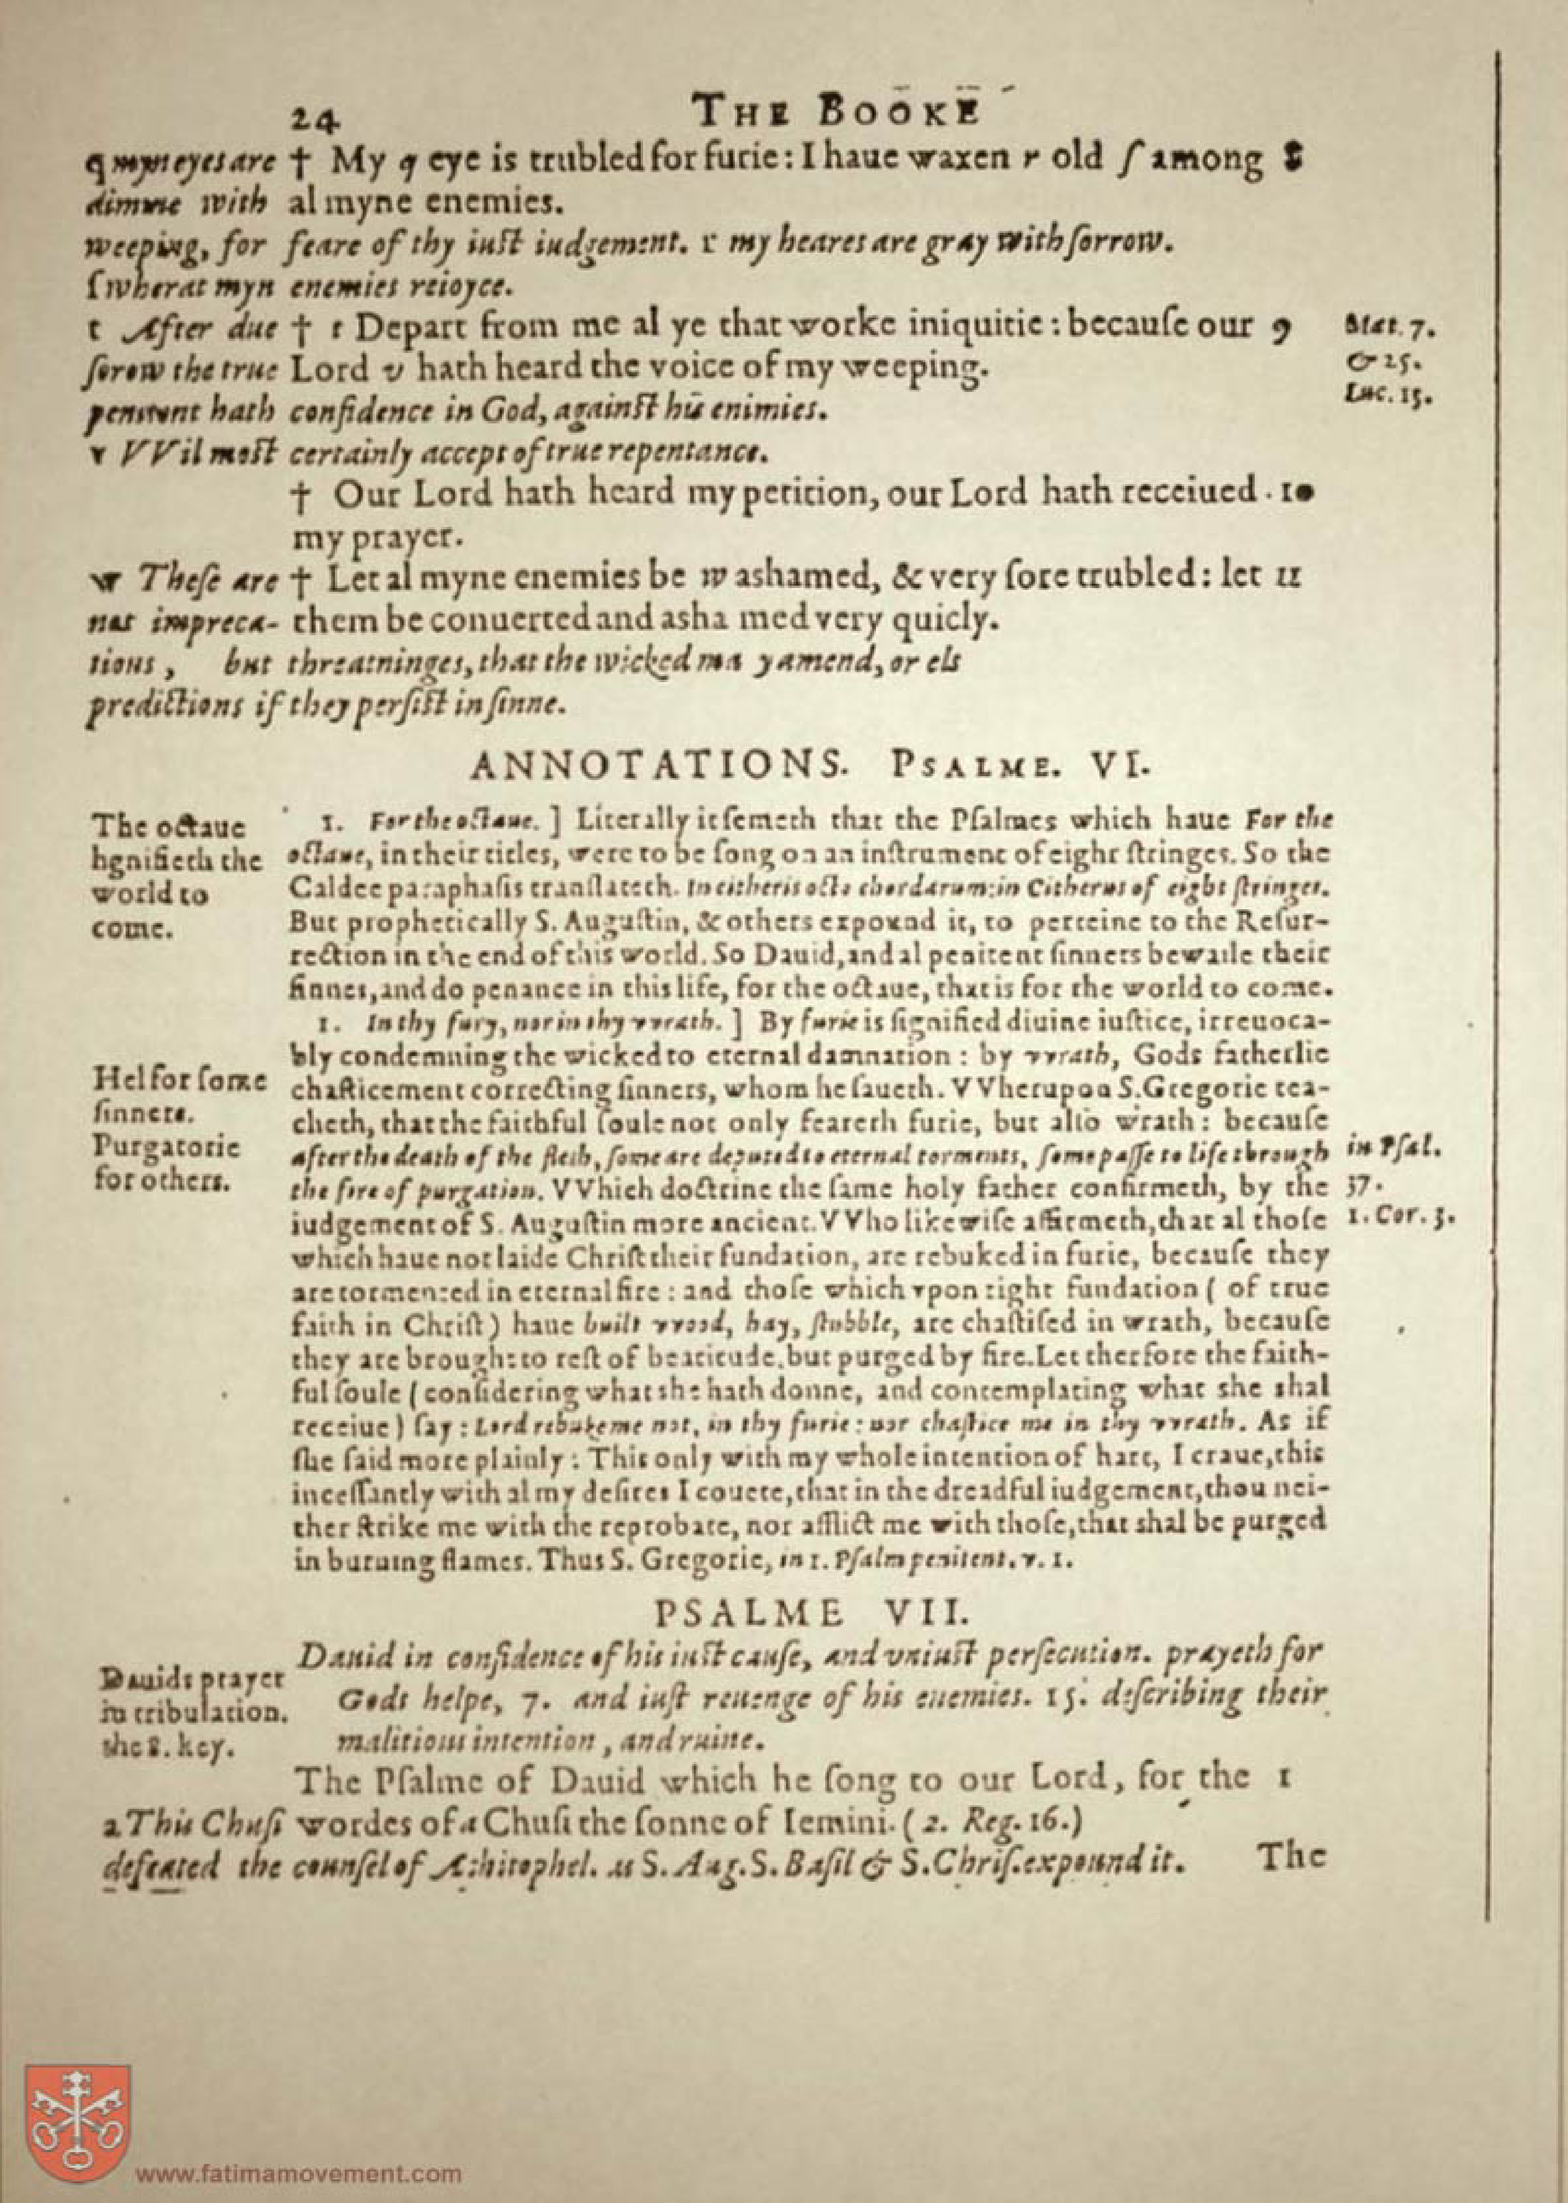 24 THE BOOKE
q myn eyes are † My q eye is trubled for furie: I haue waxen r old ſ among 8
dimme with al myne enemies.
weeping, for feare of thy iuſt iudgement. r my heares are gray with ſorrow.
ſ wherat myn enemies reioyce.
t After due † t Depart from me al ye that worke iniquitie: becauſe our 9 Mat. 7.
ſorow the true Lord v hath heard the voice of my weeping. & 25.
penitent hath confidence in God, againſt his enimies. Luc. 13.
v VVil moſt certainly accept of true repentance.
† Our Lord hath heard my petition, our Lord hath receiued . 10
my prayer.
w Theſe are † Let al myne enemies be w ashamed, & very ſore trubled: let 11
not impreca- them be conuerted and asha med very quicly.
tions, but threatninges, that the wicked ma y amend, or els
predictions if they perſiſt in ſinne.
ANNOTATIONS. PSALME. VI.
The octaue
ſignifieth the
world to
come.
1. For the octaue. ] Literally it ſemeth that the Pſalmes which haue For the
octaue, in their titles, were to be ſong on an inſtrument of eight ſtringes. So the
Caldee paraphaſis tranſlateth. In citheris octo chordarum: in Citherus of eight ſtringes.
But prophetically S. Auguſtin, & others expound it, to perteine to the Reſur-
rection in the end of this world. So Dauid, and al penitent ſinners bewaile their
ſinnes, and do penance in this life, for the octaue, that is for the world to come.
1. In thy fury, nor in thy vvrath. ] By furie is ſignified diuine iuſtice, irreuoca-
bly condemning the wicked to eternal damnation: by vvrath, Gods fatherlie
Hel for ſome
ſinners.
Purgatorie
for others.
chaſticement correcting ſinners, whom he ſaueth. VVherupon S. Gregorie tea-
cheth, that the faithful ſoule not only feareth furie, but alſo wrath: becauſe
after the death of the flesh, ſome are deputed to eternal torments, ſome paſſe to life through in Pſal.
the fire of purgation. VVhich doctrine the ſame holy father confirmeth, by the 37.
iudgement of S. Auguſtin more ancient. VVho likewiſe affirmeth, that al thoſe 1. Cor. 3.
which haue not laide Chriſt their fundation, are rebuked in furie, becauſe they
are tormented in eternal fire: and thoſe which vpon right fundation ( of true
faith in Chriſt) haue built vvood, hay, ſtubble, are chaſtiſed in wrath, becauſe
they are brought to reſt of beatitude, but purged by fire. Let therfore the faith-
ful ſoule ( conſidering what she hath donne, and contemplating what she shal
receiue) ſay: Lord rebuke me not, in thy furie: nor chaſtice me in thy vvrath. As if
she ſaid more plainly: This only with my whole intention of hart, I craue, this
inceſſantly with al my deſires I couete, that in the dreadful iudgement, thou nei-
ther ſtrike me with the reprobate, nor afflict me with thoſe, that shal be purged
in burning flames. Thus S. Gregorie, in 1. Pſalm penitent. v. 1.
PSALME VII.
Dauids prayer
in tribulation.
the 8. key.
Dauid in confidence of his iuſt cauſe, and vniuſt perſecution. prayeth for
Gods helpe, 7. and iuſt reuenge of his enemies. 15. deſcribing their
malitious intention, and ruine.
The Pſalme of Dauid which he ſong to our Lord, for the 1
a This Chuſi wordes of a Chuſi the ſonne of Iemini. ( 2. Reg. 16.)
defeated the counſel of Achitophel. as S. Aug. S. Baſil & S. Chriſ. expound it. The
www.fatimamovement.com